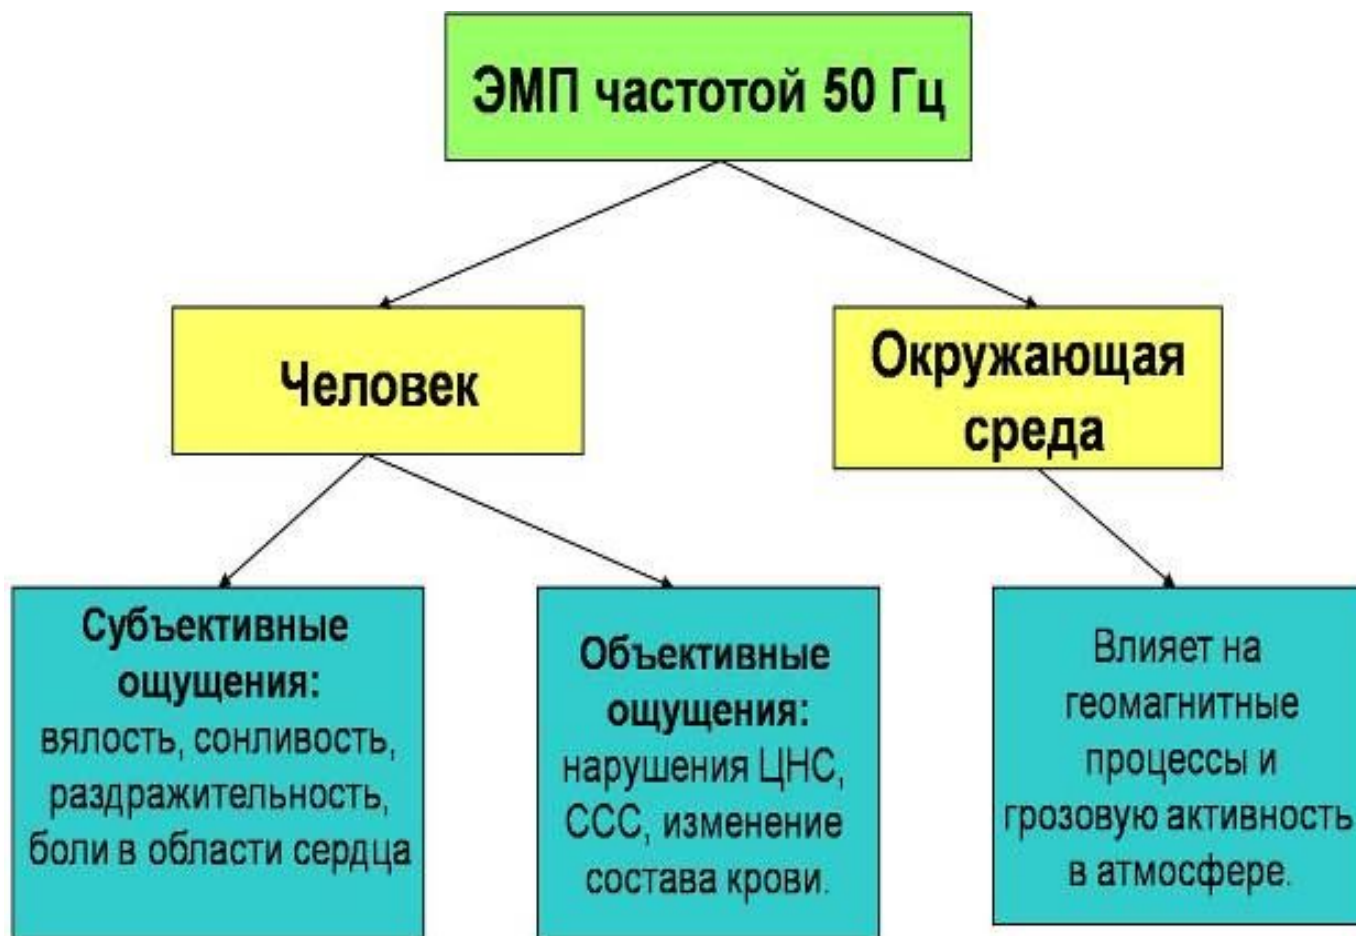 ЭМП частотой 50 Гц
Человек
Окружающая
среда
Субъективные
ощущения:
вялость, сонливость,
раздражительность,
боли в области сердца
Объективные
ощущения:
нарушения ЦНС,
ССС, изменение
состава крови.
Влияет на
геомагнитные
процессы и
грозовую активность
в атмосфере.